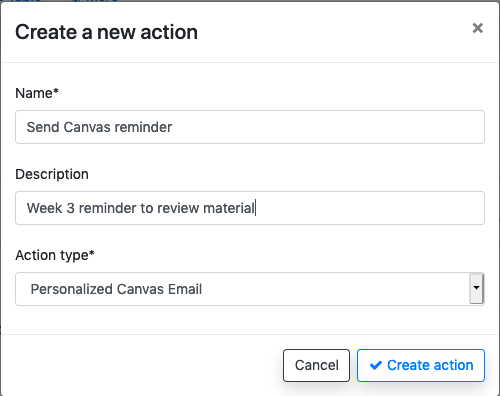 Create a new action
×
Name*
Send Canvas reminder
Description
Week 3 reminder to review material
Action type*
Personalized Canvas Email
Cancel
Create action